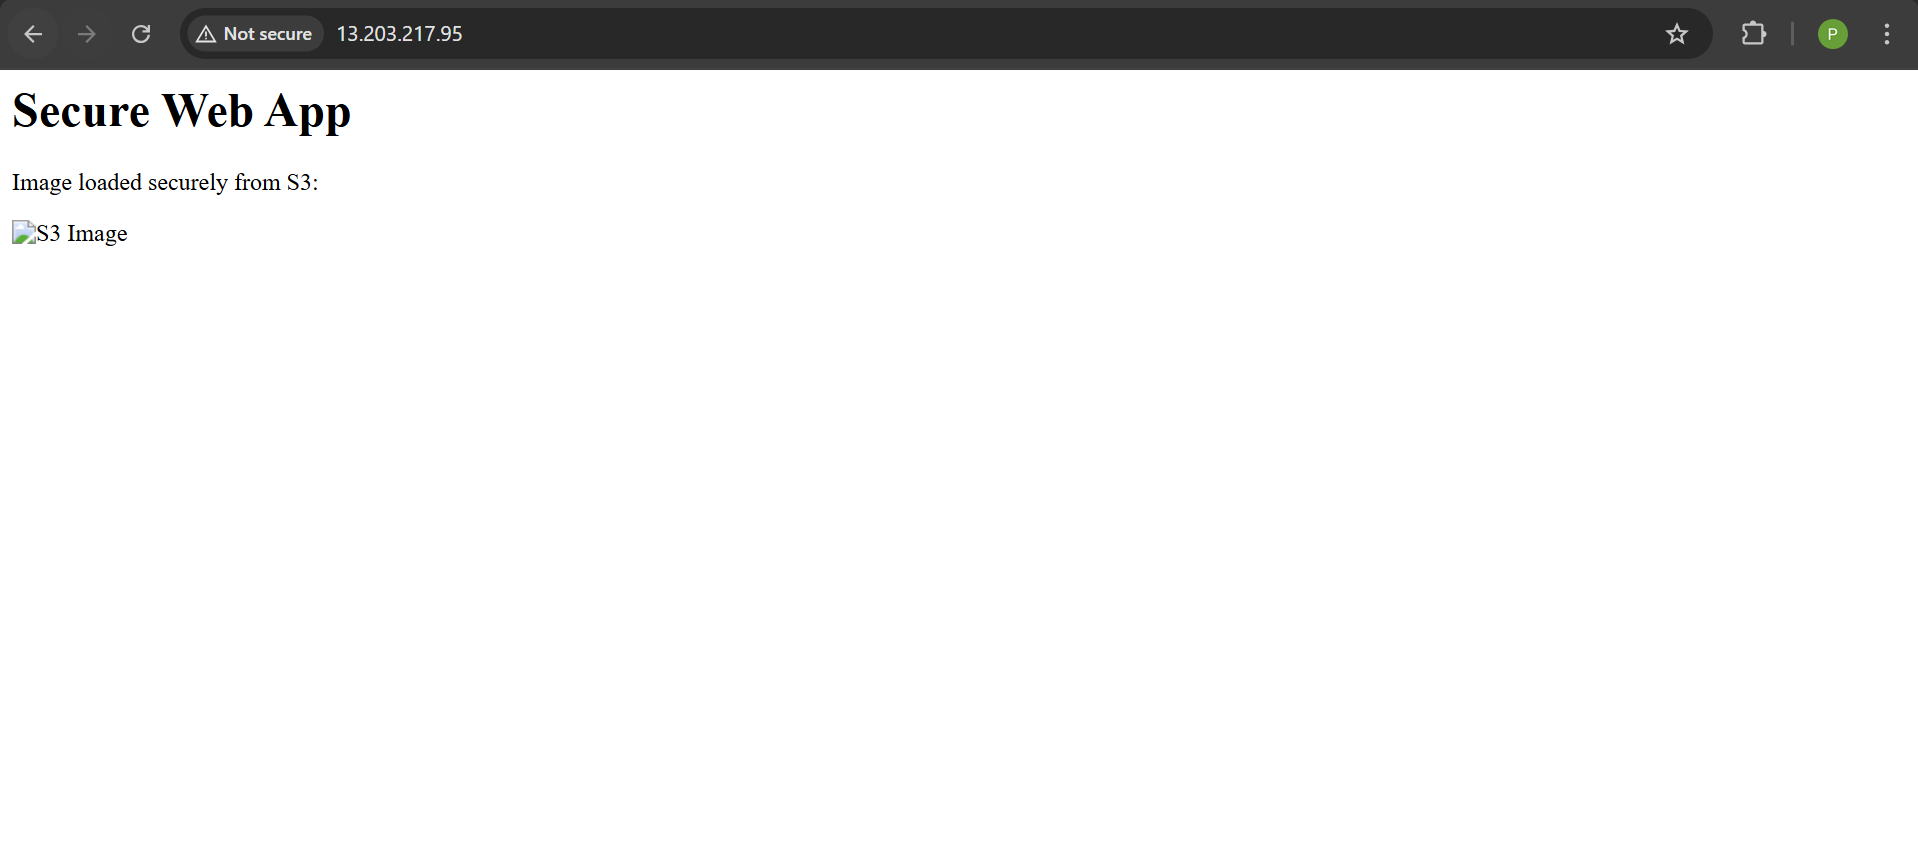 Not secure 13.203.217.95
P
Secure Web App
Image loaded securely from S3:
S3 Image